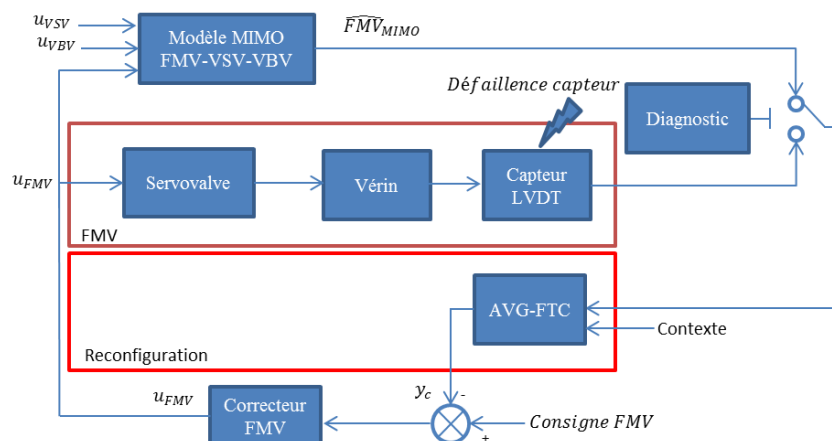 u_VSV
u_VBV
Modèle MIMO
FMV-VSV-VBV
\widehat{FMV}_MIMO
Défaillence capteur
Diagnostic
u_FMV
Servovalve
Vérin
Capteur
LVDT
FMV
AVG-FTC
Contexte
Reconfiguration
u_FMV
Correcteur
FMV
y_c
-
+
Consigne FMV